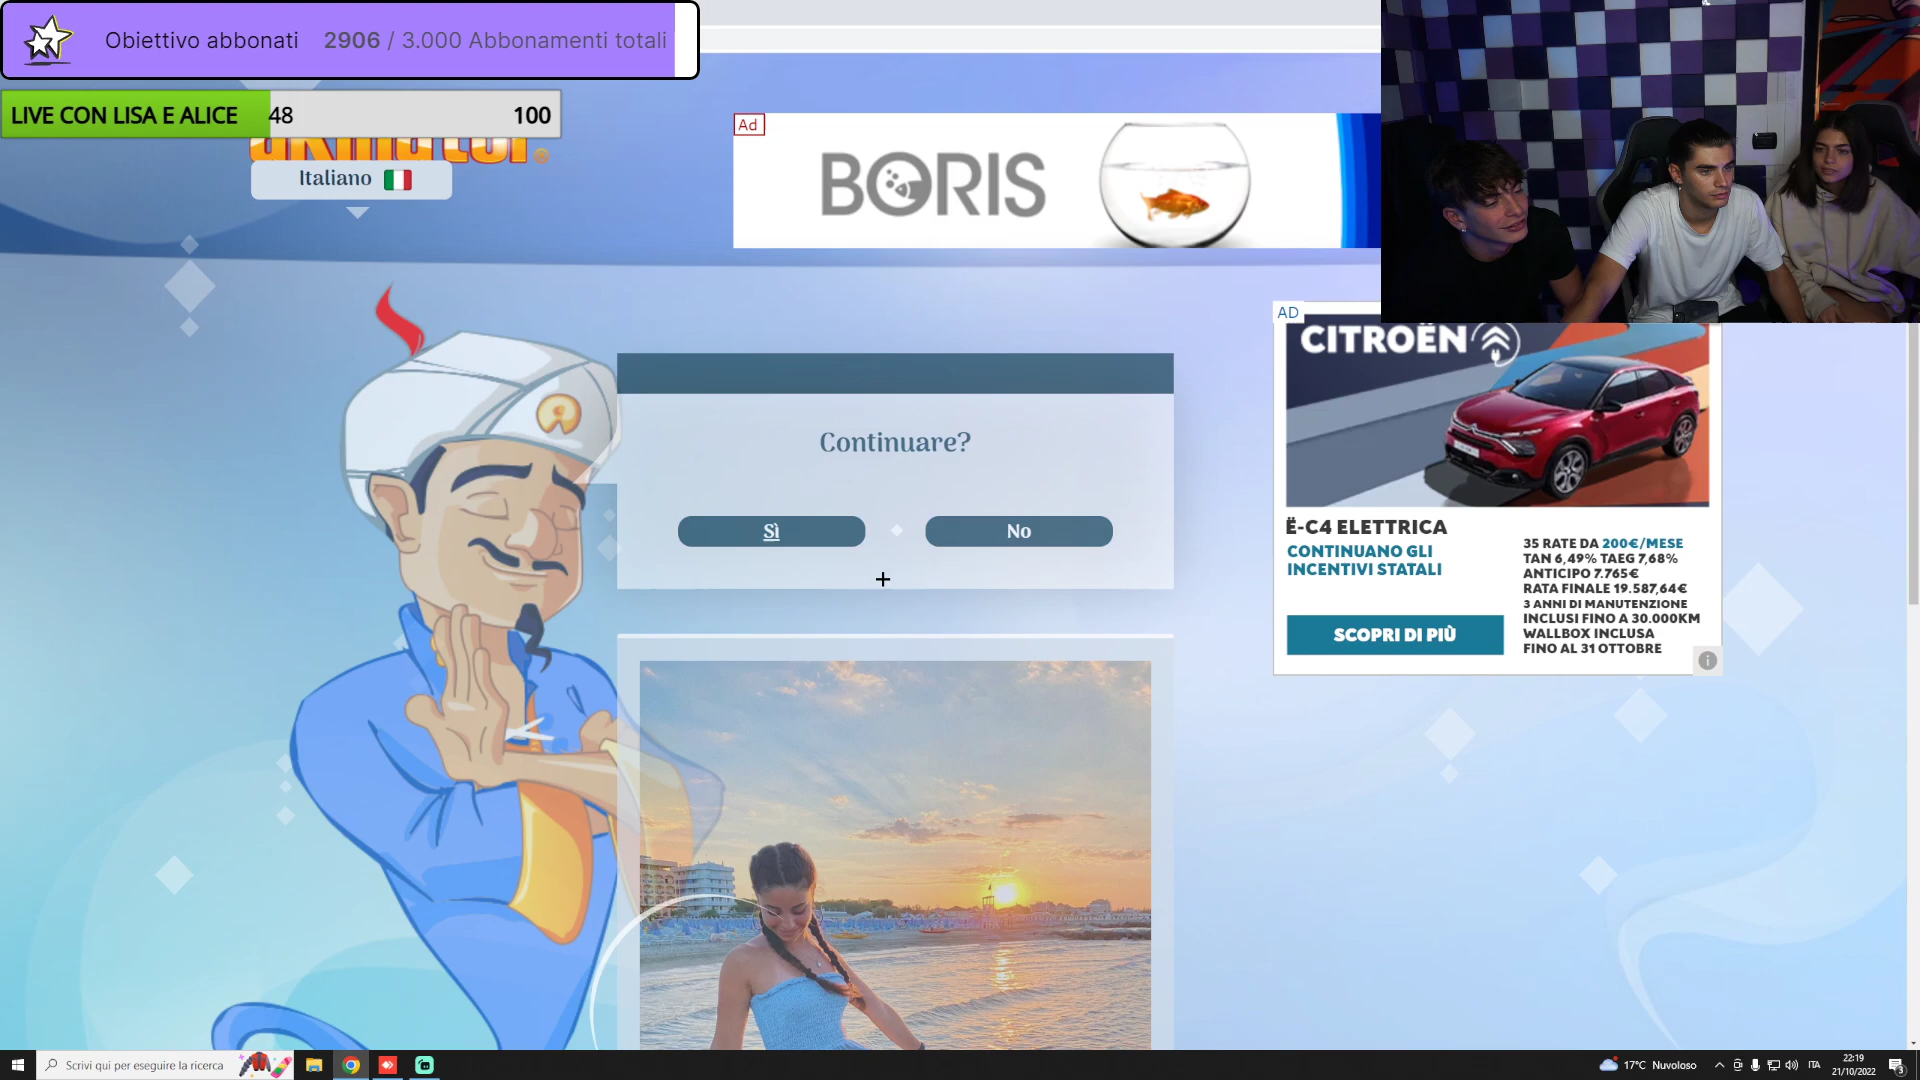 Obiettivo abbonati 2906 / 3.000 Abbonamenti totali
LIVE CON LISA E ALICE 48 100
akinator
Italiano
Ad
BORIS
AD
CITROËN
Continuare?
Sì No
Ë-C4 ELETTRICA
CONTINUANO GLI
INCENTIVI STATALI
SCOPRI DI PIÙ
35 RATE DA 200€/MESE
TAN 6,49% TAEG 7,68%
ANTICIPO 7.765€
RATA FINALE 19.587,64€
3 ANNI DI MANUTENZIONE
INCLUSI FINO A 30.000KM
WALLBOX INCLUSA
FINO AL 31 OTTOBRE
Scrivi qui per eseguire la ricerca
17°C Nuvoloso
ITA
22:19
21/10/2022
3